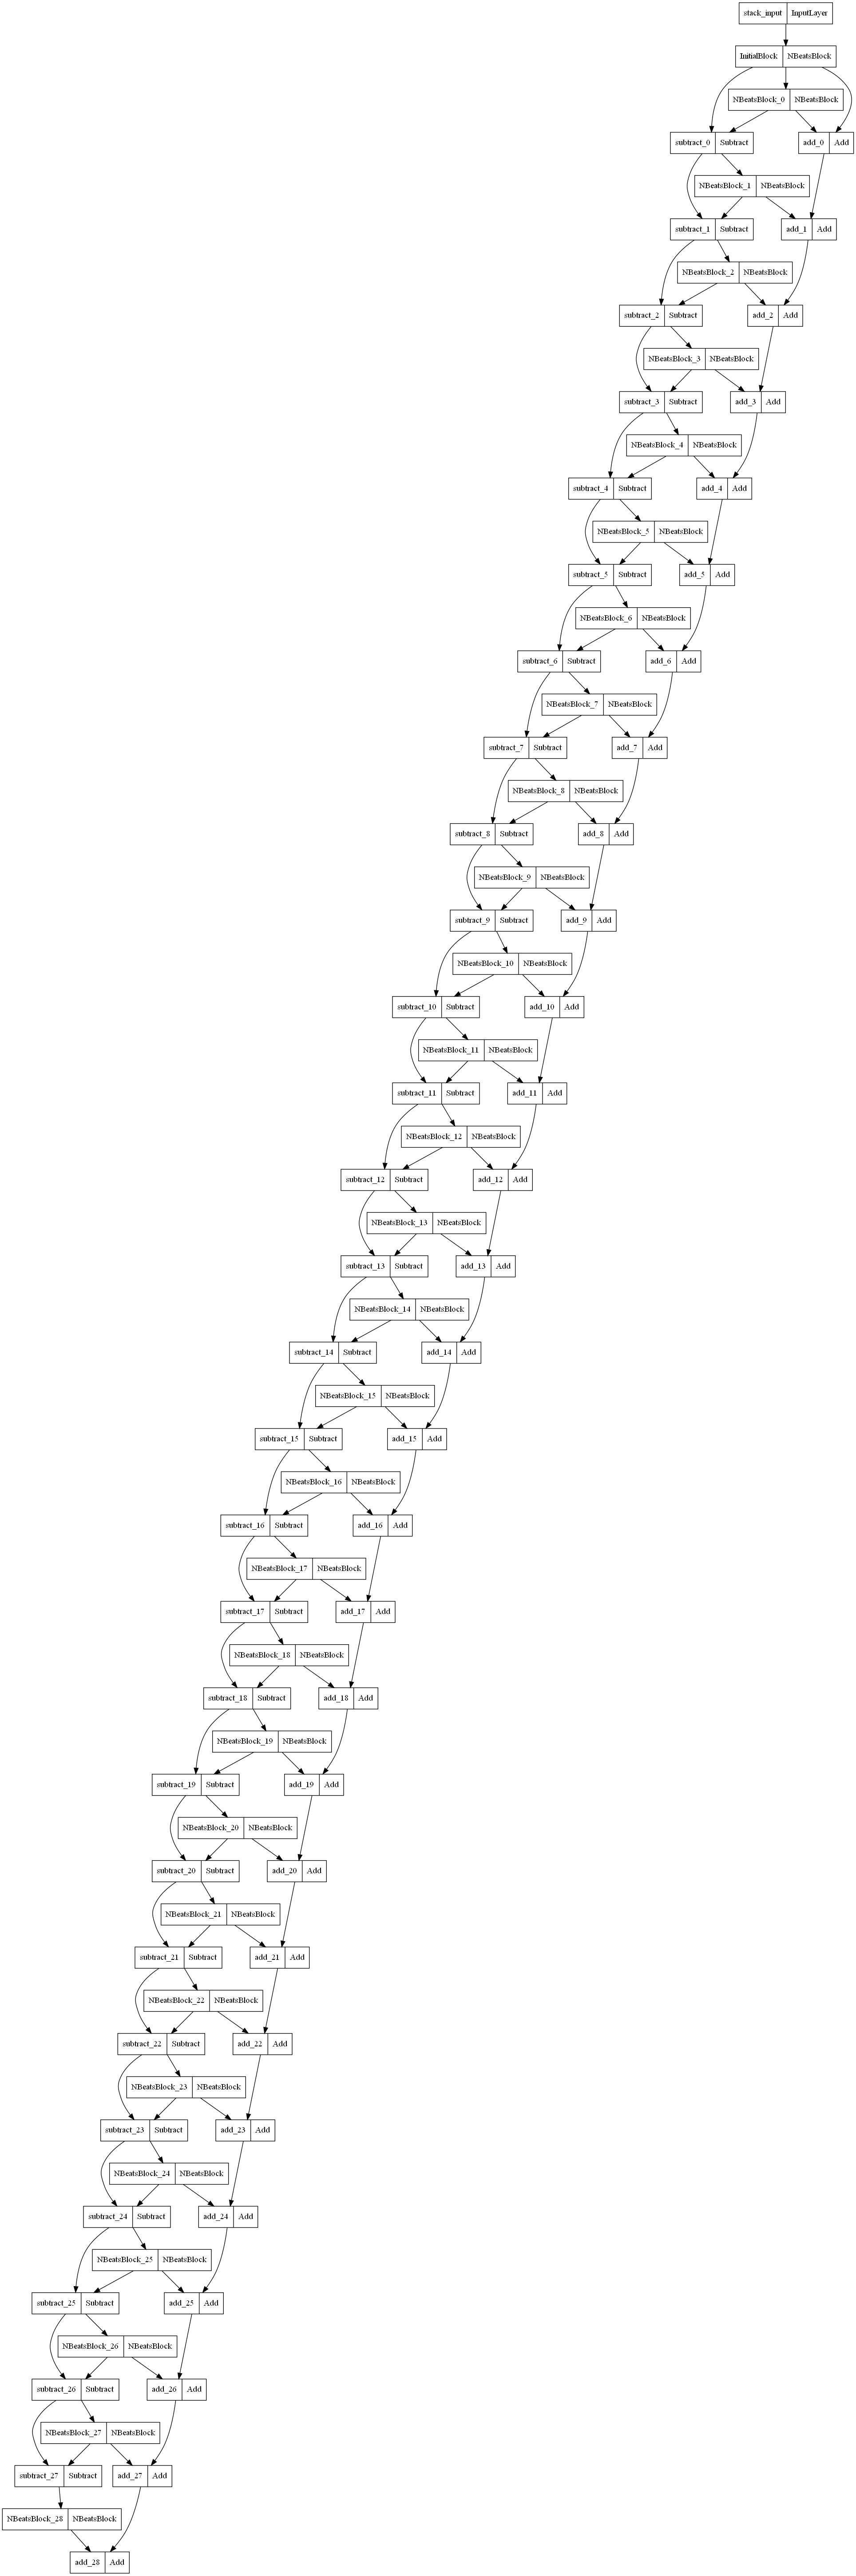 stack_input InputLayer
InitialBlock NBeatsBlock
NBeatsBlock_0 NBeatsBlock
subtract_0 Subtract add_0 Add
NBeatsBlock_1 NBeatsBlock
subtract_1 Subtract add_1 Add
NBeatsBlock_2 NBeatsBlock
subtract_2 Subtract add_2 Add
NBeatsBlock_3 NBeatsBlock
subtract_3 Subtract add_3 Add
NBeatsBlock_4 NBeatsBlock
subtract_4 Subtract add_4 Add
NBeatsBlock_5 NBeatsBlock
subtract_5 Subtract add_5 Add
NBeatsBlock_6 NBeatsBlock
subtract_6 Subtract add_6 Add
NBeatsBlock_7 NBeatsBlock
subtract_7 Subtract add_7 Add
NBeatsBlock_8 NBeatsBlock
subtract_8 Subtract add_8 Add
NBeatsBlock_9 NBeatsBlock
subtract_9 Subtract add_9 Add
NBeatsBlock_10 NBeatsBlock
subtract_10 Subtract add_10 Add
NBeatsBlock_11 NBeatsBlock
subtract_11 Subtract add_11 Add
NBeatsBlock_12 NBeatsBlock
subtract_12 Subtract add_12 Add
NBeatsBlock_13 NBeatsBlock
subtract_13 Subtract add_13 Add
NBeatsBlock_14 NBeatsBlock
subtract_14 Subtract add_14 Add
NBeatsBlock_15 NBeatsBlock
subtract_15 Subtract add_15 Add
NBeatsBlock_16 NBeatsBlock
subtract_16 Subtract add_16 Add
NBeatsBlock_17 NBeatsBlock
subtract_17 Subtract add_17 Add
NBeatsBlock_18 NBeatsBlock
subtract_18 Subtract add_18 Add
NBeatsBlock_19 NBeatsBlock
subtract_19 Subtract add_19 Add
NBeatsBlock_20 NBeatsBlock
subtract_20 Subtract add_20 Add
NBeatsBlock_21 NBeatsBlock
subtract_21 Subtract add_21 Add
NBeatsBlock_22 NBeatsBlock
subtract_22 Subtract add_22 Add
NBeatsBlock_23 NBeatsBlock
subtract_23 Subtract add_23 Add
NBeatsBlock_24 NBeatsBlock
subtract_24 Subtract add_24 Add
NBeatsBlock_25 NBeatsBlock
subtract_25 Subtract add_25 Add
NBeatsBlock_26 NBeatsBlock
subtract_26 Subtract add_26 Add
NBeatsBlock_27 NBeatsBlock
subtract_27 Subtract add_27 Add
NBeatsBlock_28 NBeatsBlock
add_28 Add